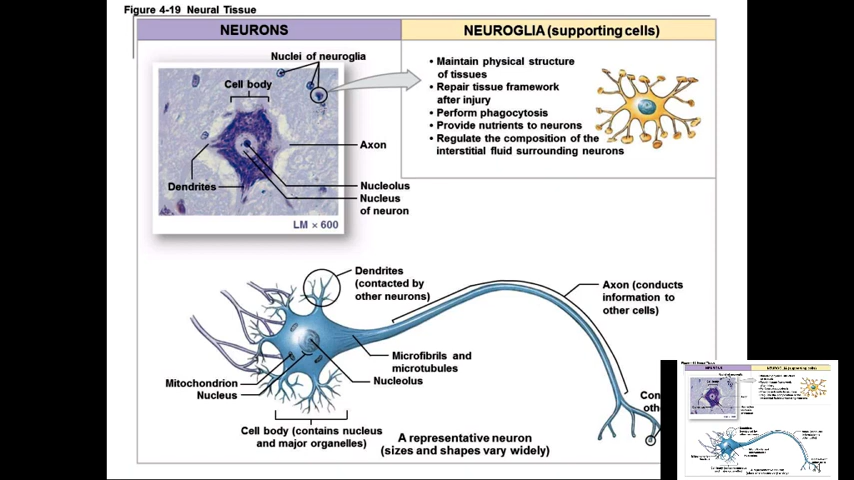 Figure 4-19 Neural Tissue
NEURONS
NEUROGLIA (supporting cells)
Nuclei of neuroglia
Cell body
Axon
Dendrites
Nucleolus
Nucleus
of neuron
LM × 600
• Maintain physical structure
of tissues
• Repair tissue framework
after injury
• Perform phagocytosis
• Provide nutrients to neurons
• Regulate the composition of the
interstitial fluid surrounding neurons
Dendrites
(contacted by
other neurons)
Axon (conducts
information to
other cells)
Microfibrils and
microtubules
Nucleolus
Mitochondrion
Nucleus
Cell body (contains nucleus
and major organelles)
A representative neuron
(sizes and shapes vary widely)